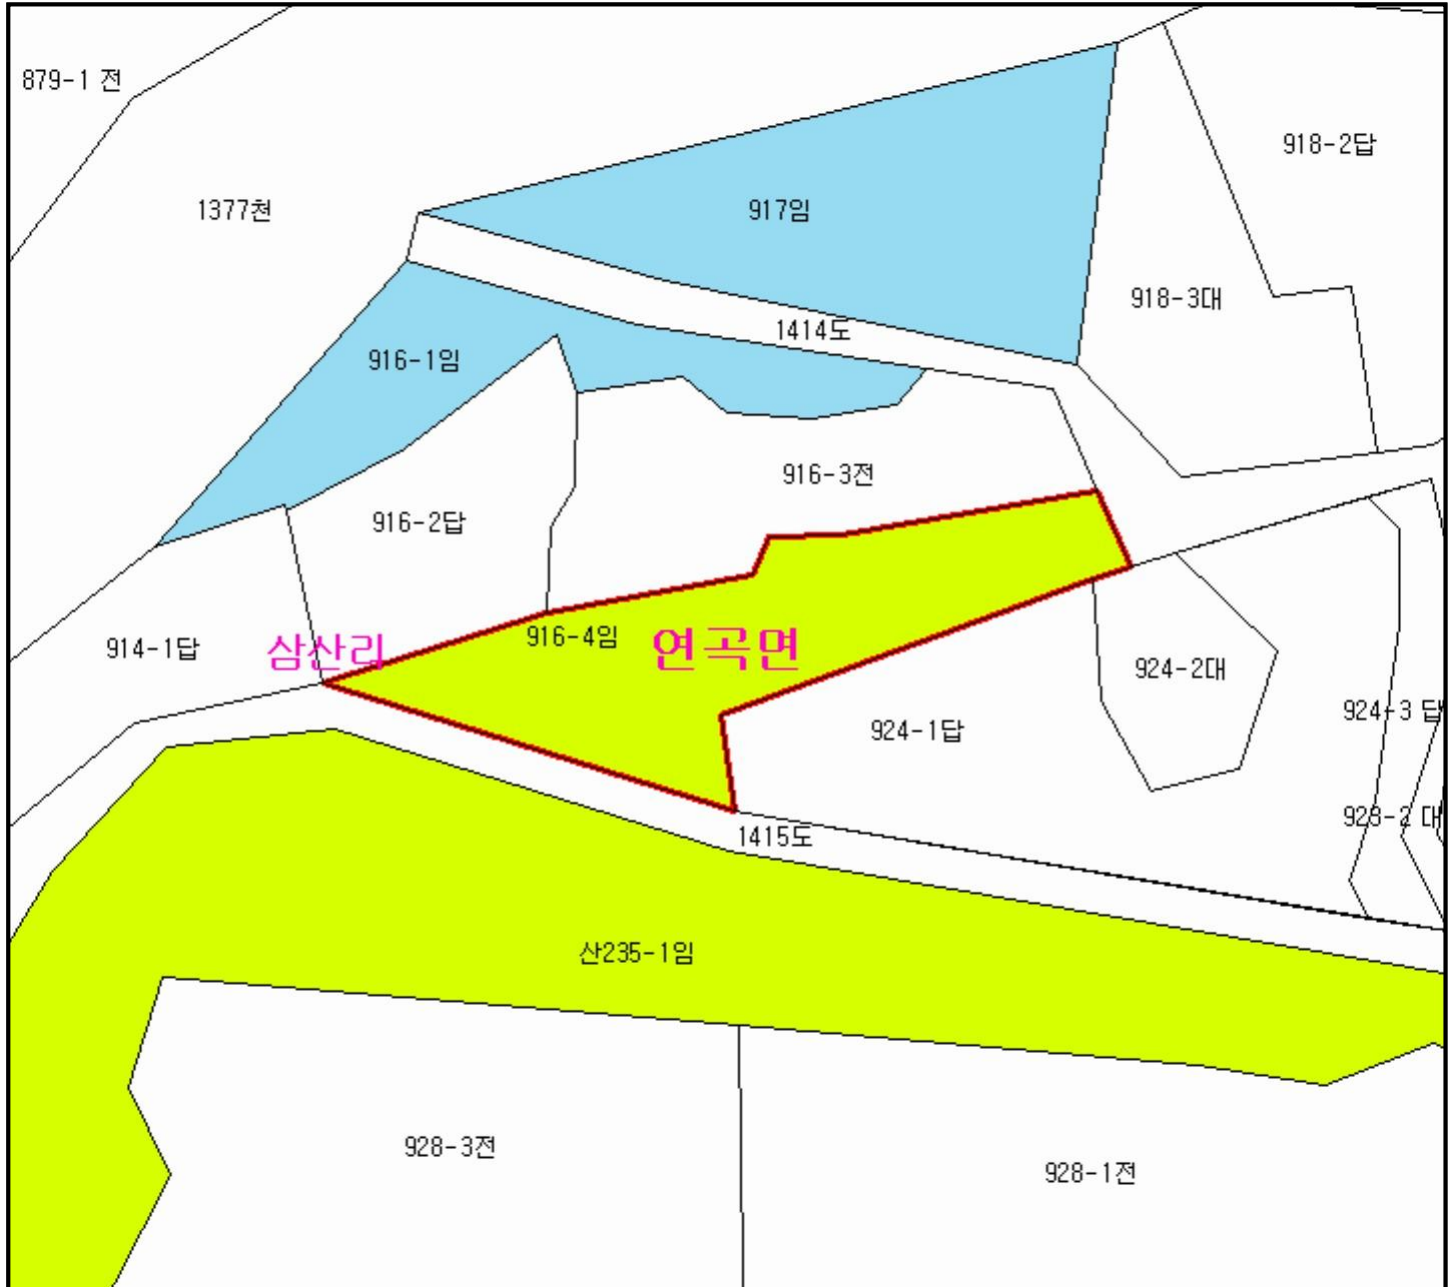 879-1 전
918-2답
1377천
917임
918-3대
1414도
916-1임
916-3전
916-2답
916-4임
914-1답
삼산리
연곡면
924-2대
924-3 답
924-1답
928-2 대
1415도
산235-1임
928-3전
928-1전